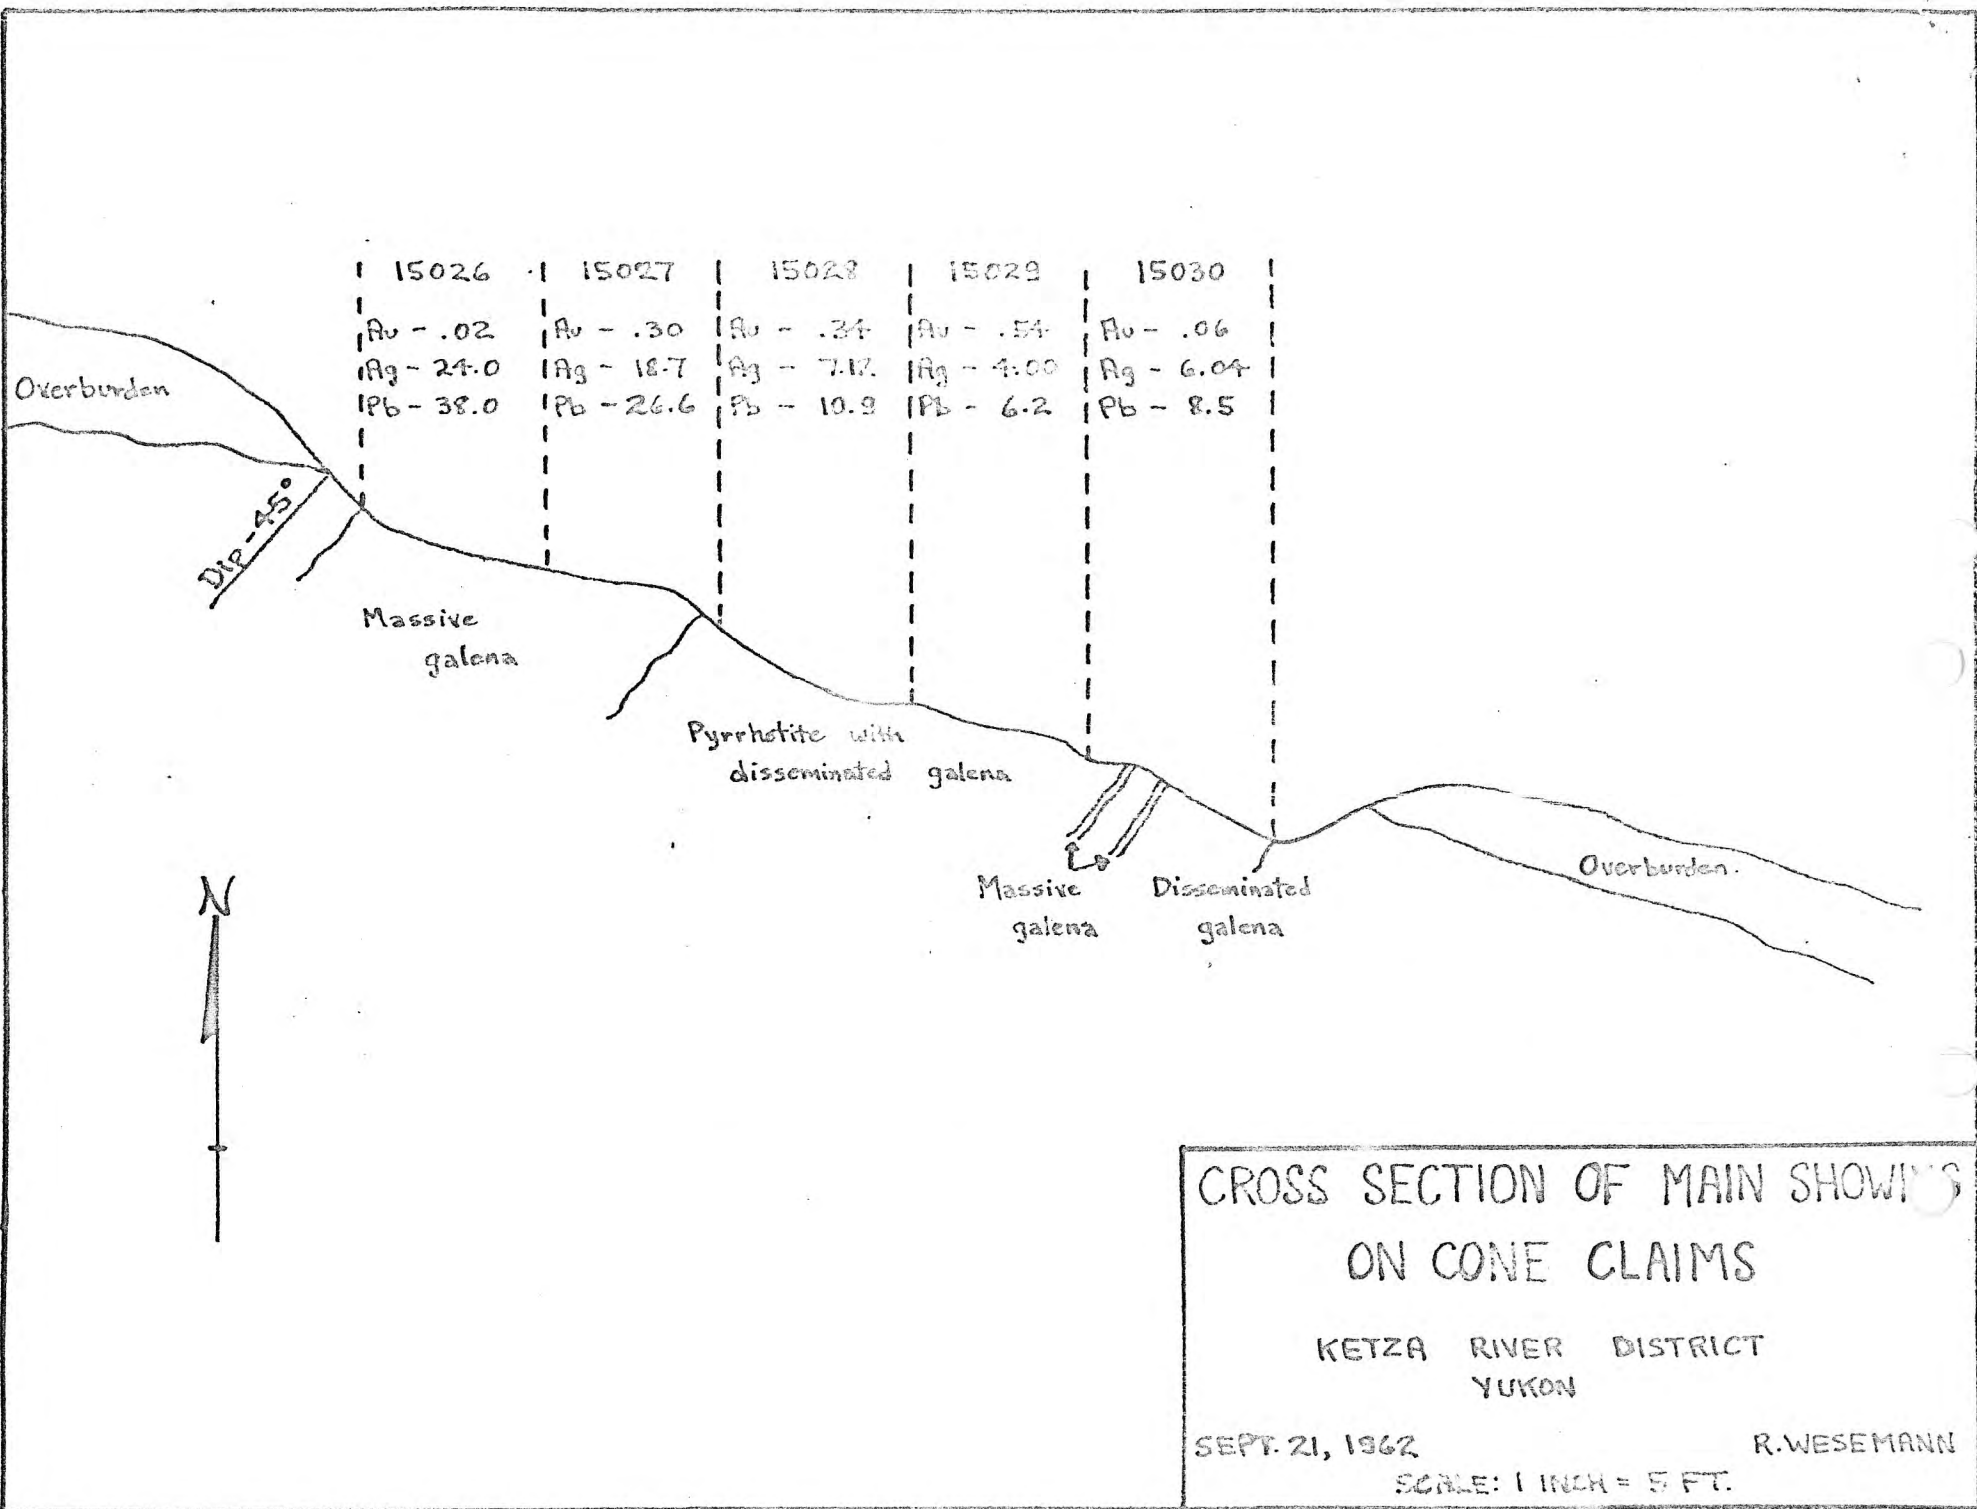 15026 15027 15028 15029 15030
Au - .02 Au - .30 Au - .34 Au - .54 Au - .06
Ag - 24.0 Ag - 18.7 Ag - 7.12 Ag - 4.00 Ag - 6.04
Pb - 38.0 Pb - 26.6 Pb - 10.9 Pb - 6.2 Pb - 8.5
Overburden
Dip - 45°
Massive
galena
Pyrrhotite with
disseminated galena
Massive
galena
Disseminated
galena
Overburden.
N
CROSS SECTION OF MAIN SHOWING
ON CONE CLAIMS
KETZA RIVER DISTRICT
YUKON
SEPT. 21, 1962 R.WESEMANN
SCALE: 1 INCH = 5 FT.